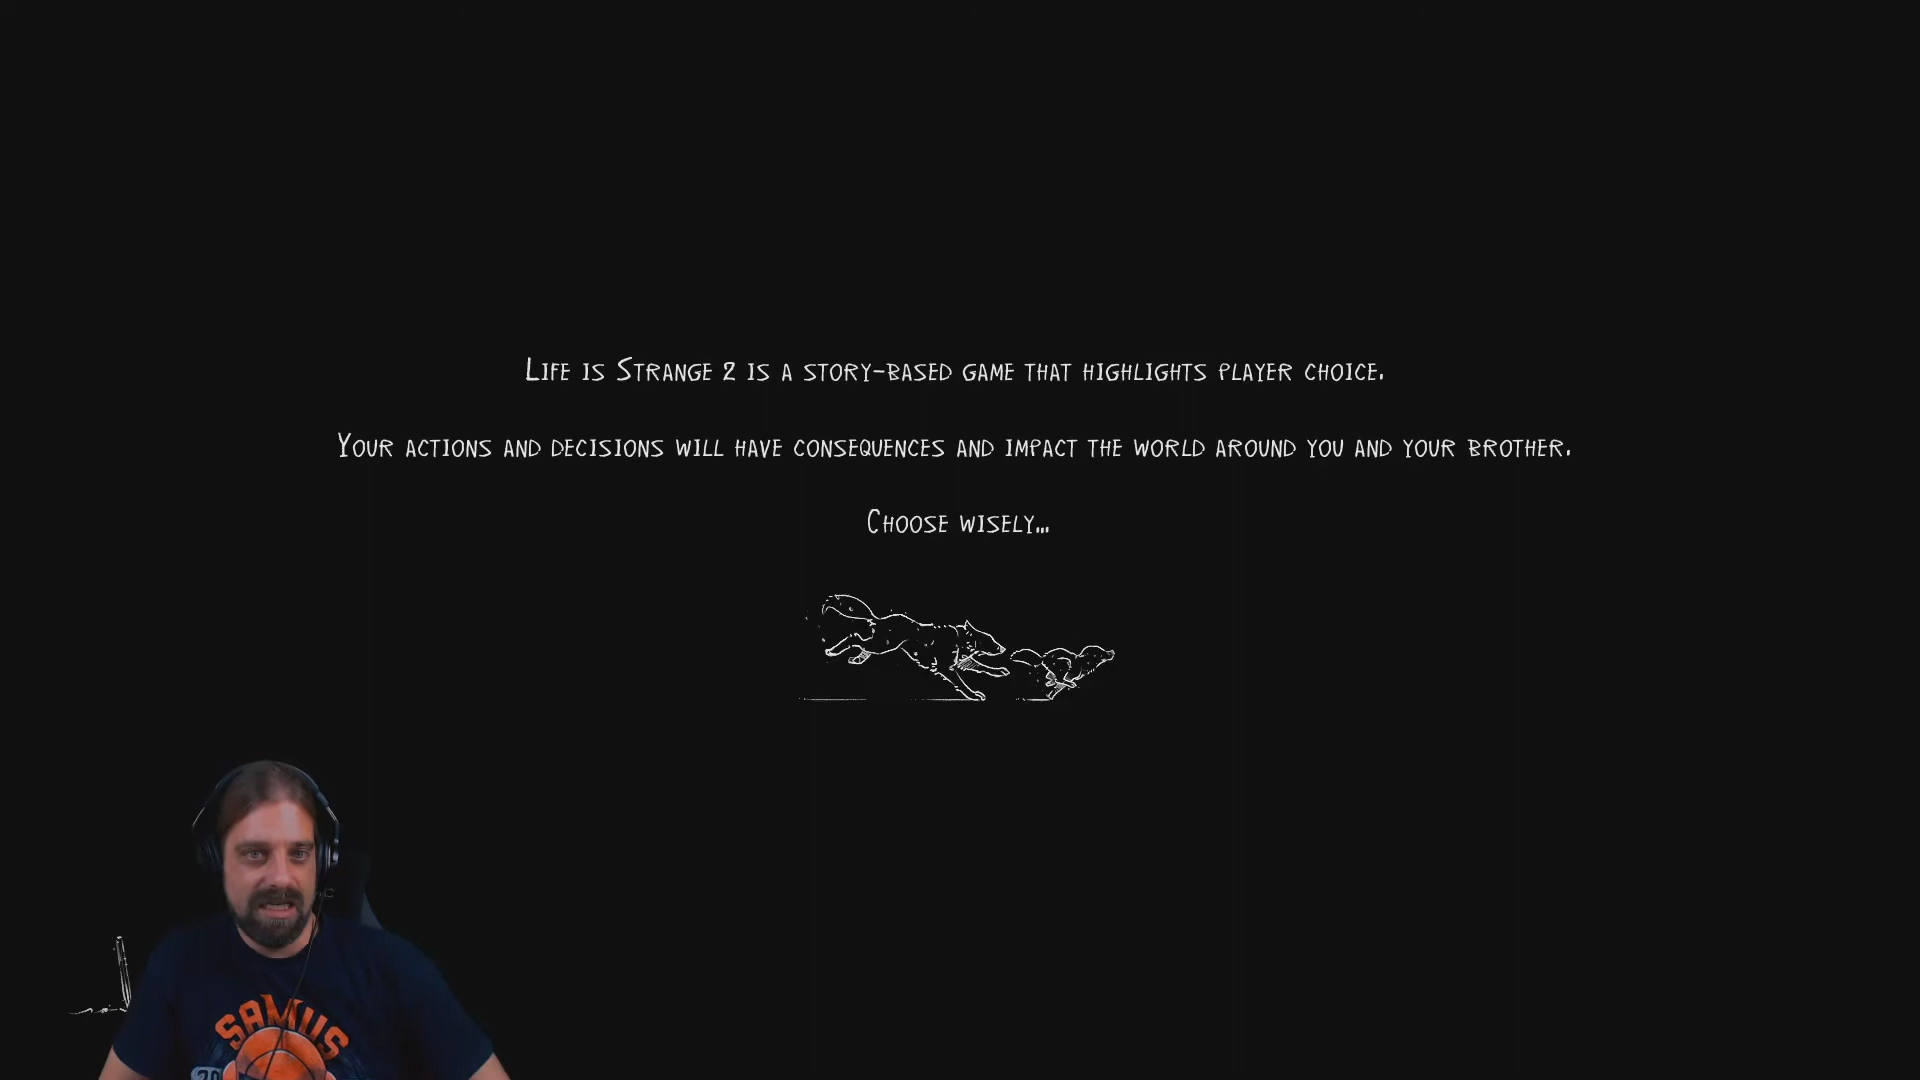 Life is Strange 2 is a story-based game that highlights player choice.
Your actions and decisions will have consequences and impact the world around you and your brother.
Choose wisely...
SAMUS
20